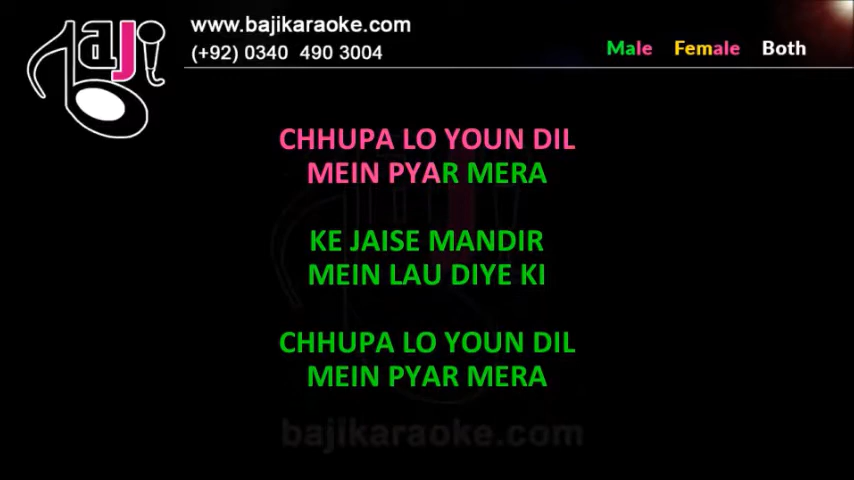 www.bajikaraoke.com
(+92) 0340 490 3004
Male Female Both
Baji
CHHUPA LO YOUN DIL
MEIN PYAR MERA
KE JAISE MANDIR
MEIN LAU DIYE KI
CHHUPA LO YOUN DIL
MEIN PYAR MERA
bajikaraoke.com